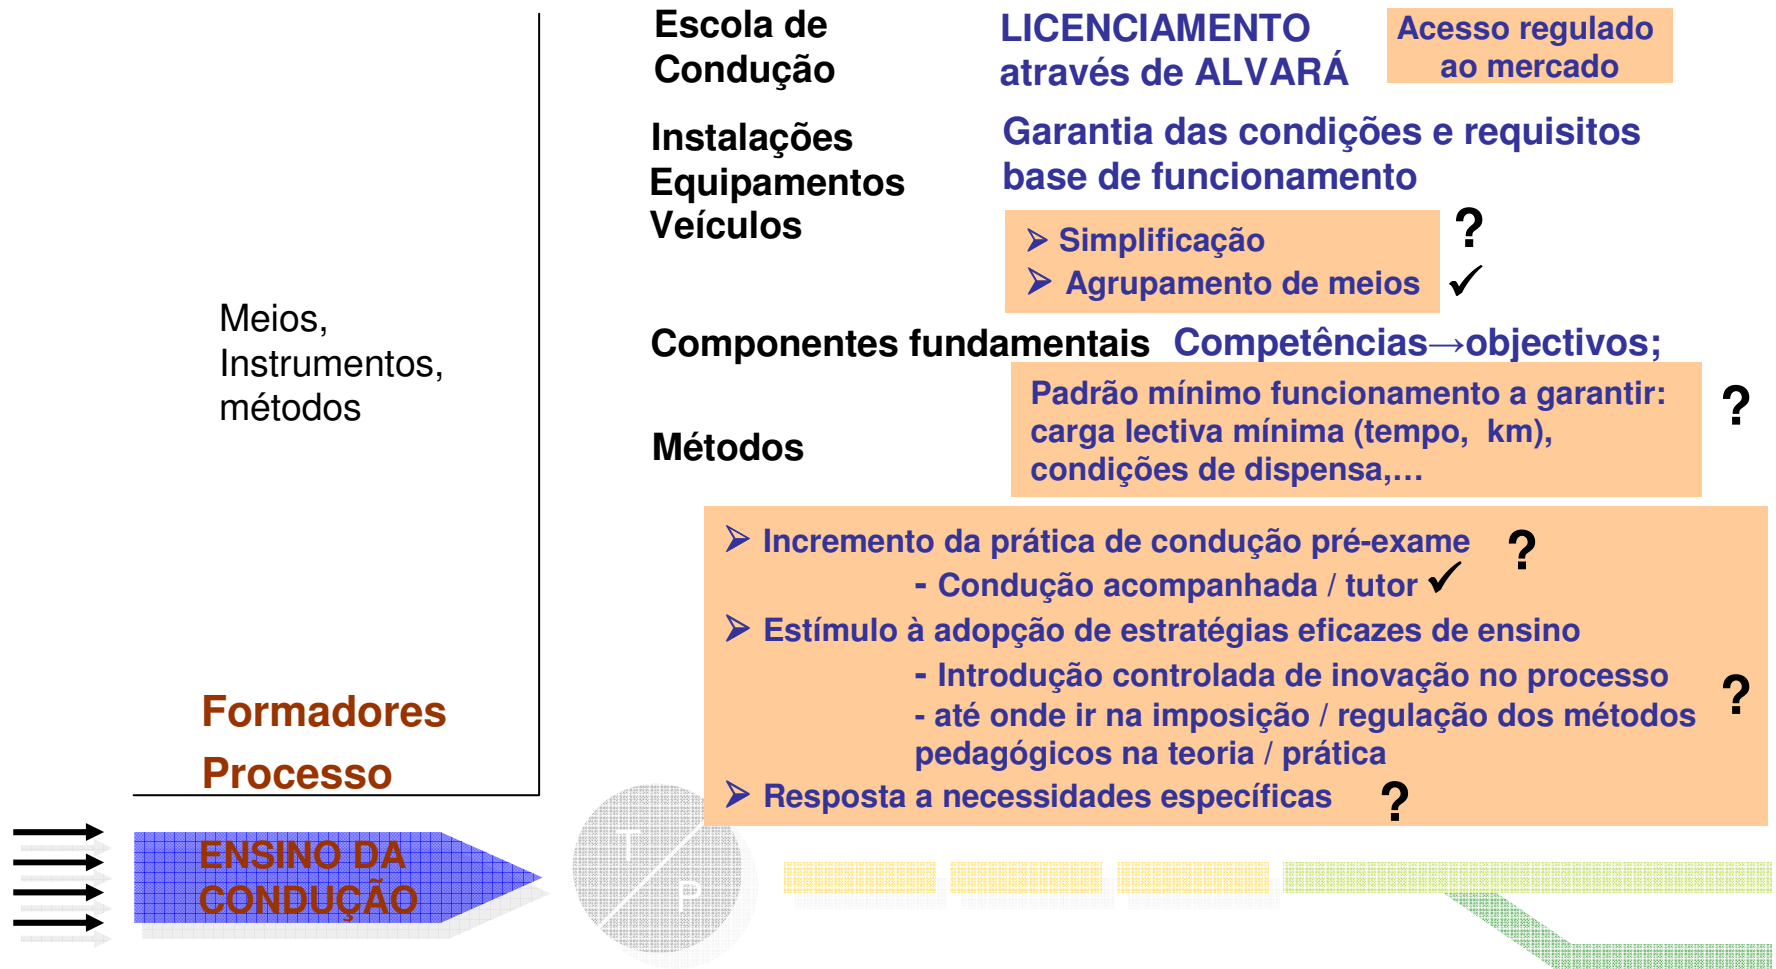 Escola de
Condução
LICENCIAMENTO
através de ALVARÁ
Acesso regulado
ao mercado
Instalações
Equipamentos
Veículos
Garantia das condições e requisitos
base de funcionamento
➢ Simplificação
?
➢ Agrupamento de meios ✓
Meios,
Instrumentos,
métodos
Componentes fundamentais
Competências→objectivos;
Métodos
Padrão mínimo funcionamento a garantir:
carga lectiva mínima (tempo, km),
condições de dispensa,…
?
➢ Incremento da prática de condução pré-exame ?
- Condução acompanhada / tutor ✓
➢ Estímulo à adopção de estratégias eficazes de ensino
- Introdução controlada de inovação no processo
- até onde ir na imposição / regulação dos métodos
pedagógicos na teoria / prática
?
➢ Resposta a necessidades específicas ?
Formadores
Processo
ENSINO DA
CONDUÇÃO
T
P